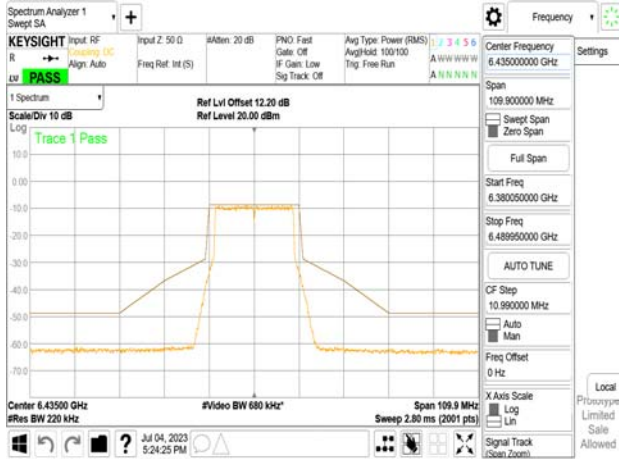 Spectrum Analyzer 1
Swept SA
+
Frequency
KEYSIGHT
Input: RF
Coupling: DC
Align: Auto
Input Z: 50 Ω
Freq Ref: Int (S)
#Atten: 20 dB
PNO: Fast
Gate: Off
IF Gain: Low
Sig Track: Off
Avg Type: Power (RMS)
Avg|Hold: 100/100
Trig: Free Run
1 2 3 4 5 6
A W W W W W
A N N N N N
R
LU
PASS
1 Spectrum
Scale/Div 10 dB
Ref Lvl Offset 12.20 dB
Ref Level 20.00 dBm
Log
Trace 1 Pass
10.0
0.00
-10.0
-20.0
-30.0
-40.0
-50.0
-60.0
-70.0
Center 6.43500 GHz
#Res BW 220 kHz
#Video BW 680 kHz*
Span 109.9 MHz
Sweep 2.80 ms (2001 pts)
?
Jul 04, 2023
5:24:25 PM
Center Frequency
6.435000000 GHz
Settings
Span
109.900000 MHz
Swept Span
Zero Span
Full Span
Start Freq
6.380050000 GHz
Stop Freq
6.489950000 GHz
AUTO TUNE
CF Step
10.990000 MHz
Auto
Man
Freq Offset
0 Hz
X Axis Scale
Log
Lin
Signal Track
(Span Zoom)
Local
Prototype
Limited
Sale
Allowed